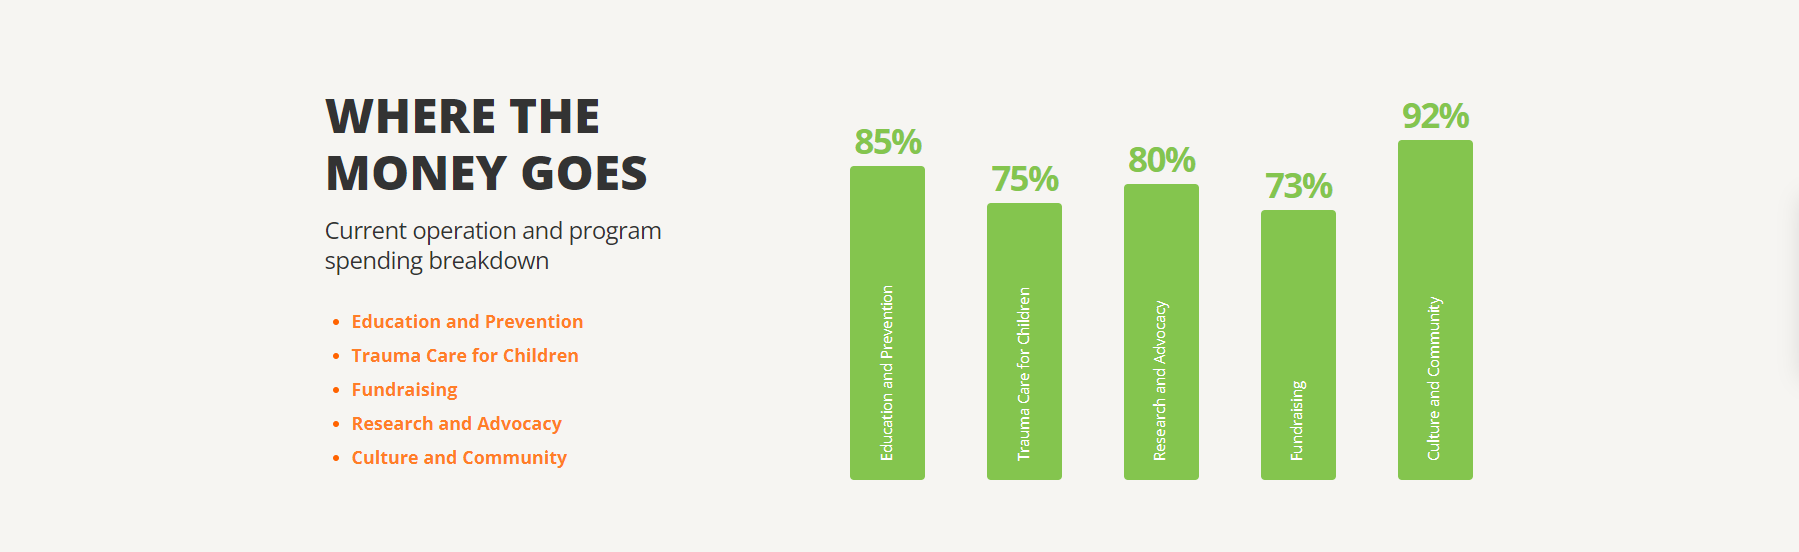 WHERE THE
MONEY GOES
Current operation and program
spending breakdown
Education and Prevention
Trauma Care for Children
Fundraising
Research and Advocacy
Culture and Community
85%
Education and Prevention
75%
Trauma Care for Children
80%
Research and Advocacy
73%
Fundraising
92%
Culture and Community